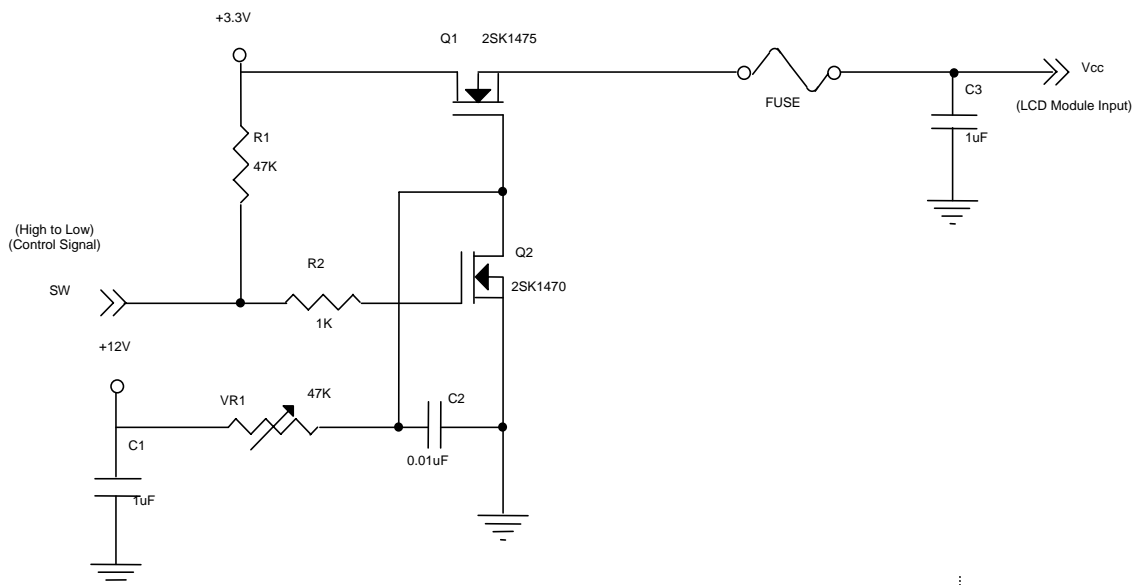 +3.3V
Q1 2SK1475
FUSE
Vcc
(LCD Module Input)
C3
1uF
R1
47K
(High to Low)
(Control Signal)
SW
R2
1K
Q2
2SK1470
+12V
VR1
47K
C2
0.01uF
C1
1uF